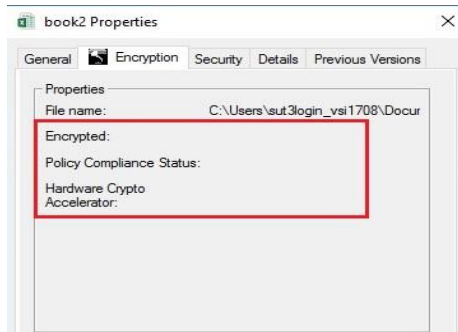 book2 Properties
General Encryption Security Details Previous Versions
Properties
File name: C:\Users\sut3login_vsi1708\Docur
Encrypted:
Policy Compliance Status:
Hardware Crypto
Accelerator: